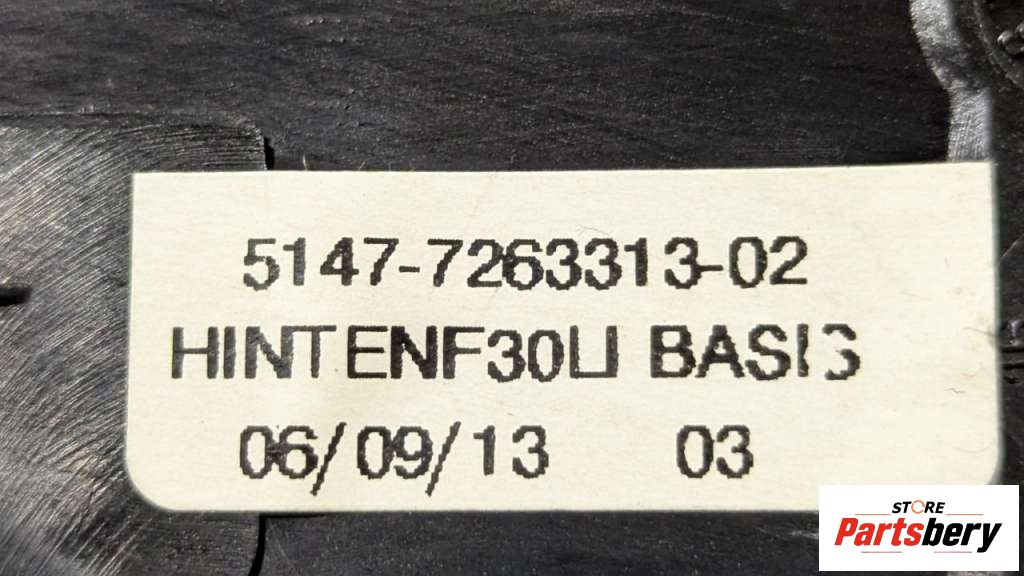 5147-7263313-02
HINTENF30LI BASIS
06/09/13 03
STORE
Partsbery